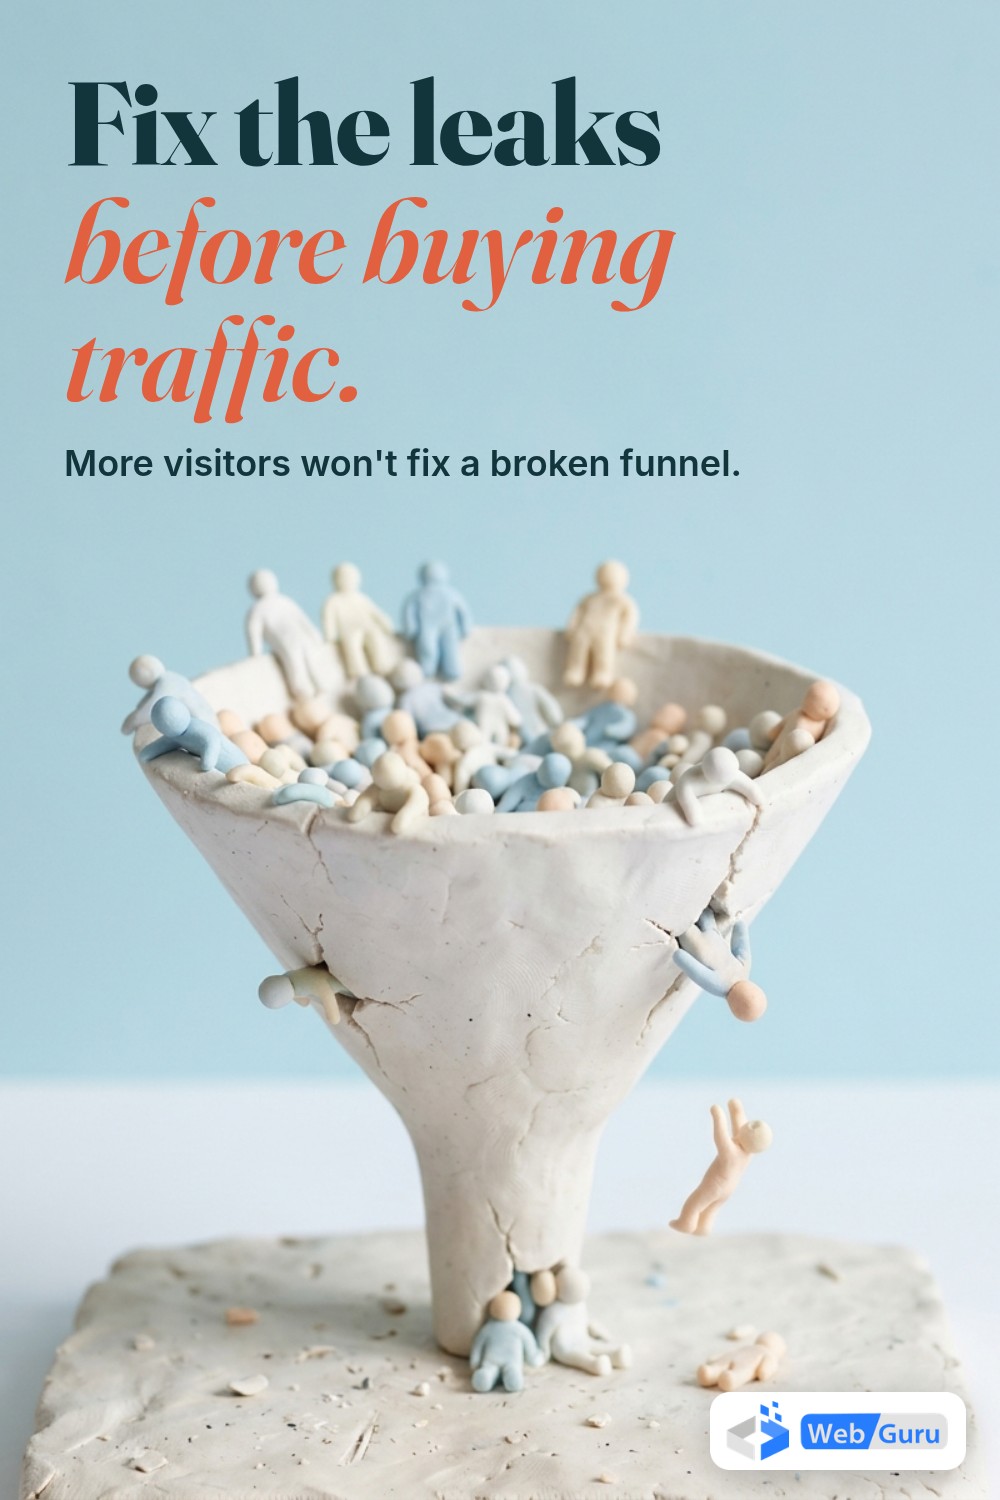 Fix the leaks
before buying
traffic.
More visitors won't fix a broken funnel.
Web Guru